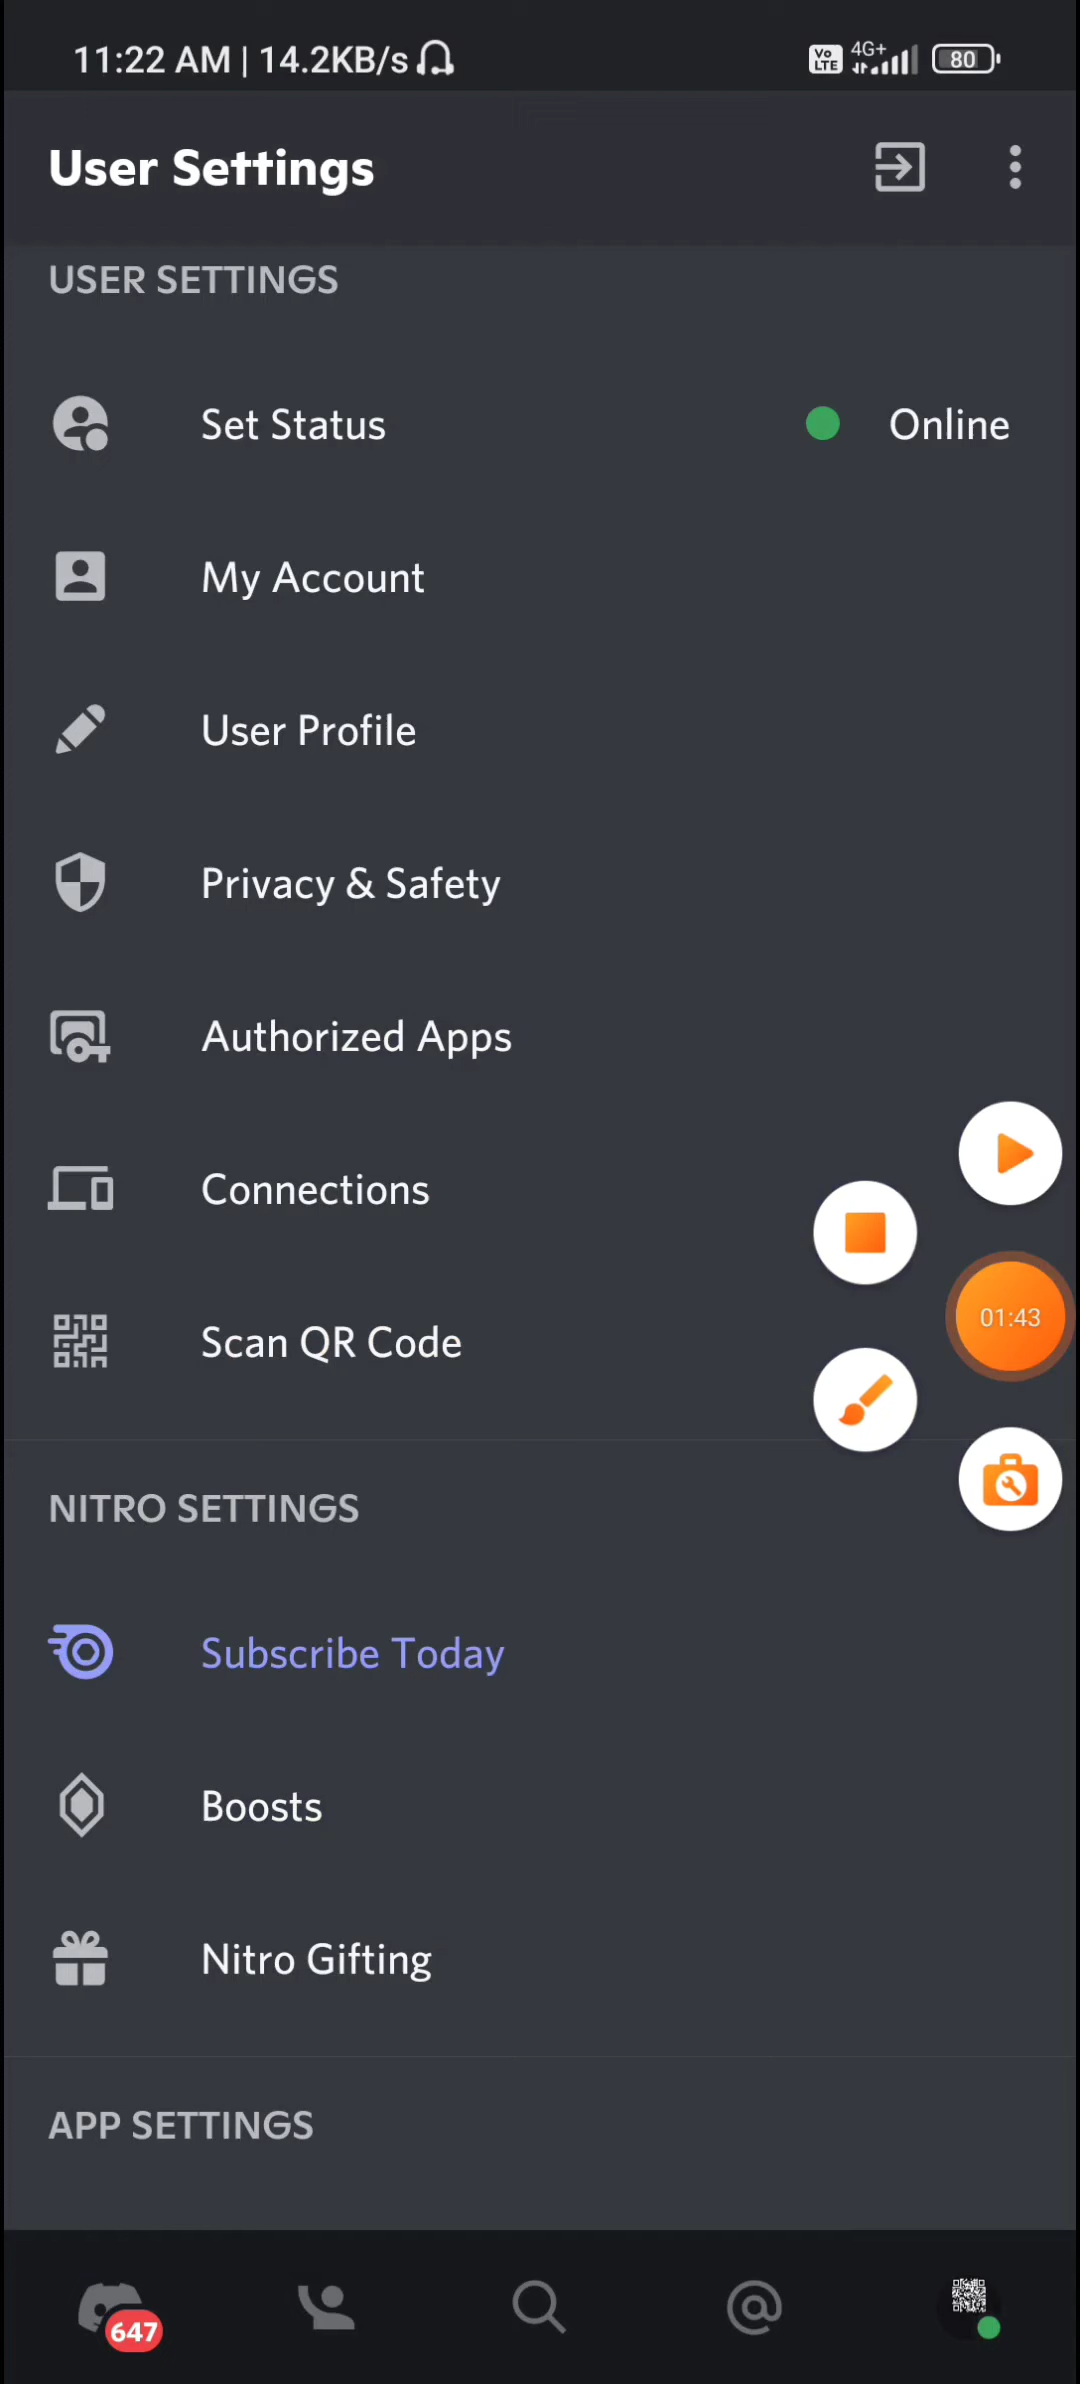 11:22 AM | 14.2KB/s
Vo LTE 4G+ 80
User Settings
USER SETTINGS
Set Status Online
My Account
User Profile
Privacy & Safety
Authorized Apps
Connections
Scan QR Code
01:43
NITRO SETTINGS
Subscribe Today
Boosts
Nitro Gifting
APP SETTINGS
647